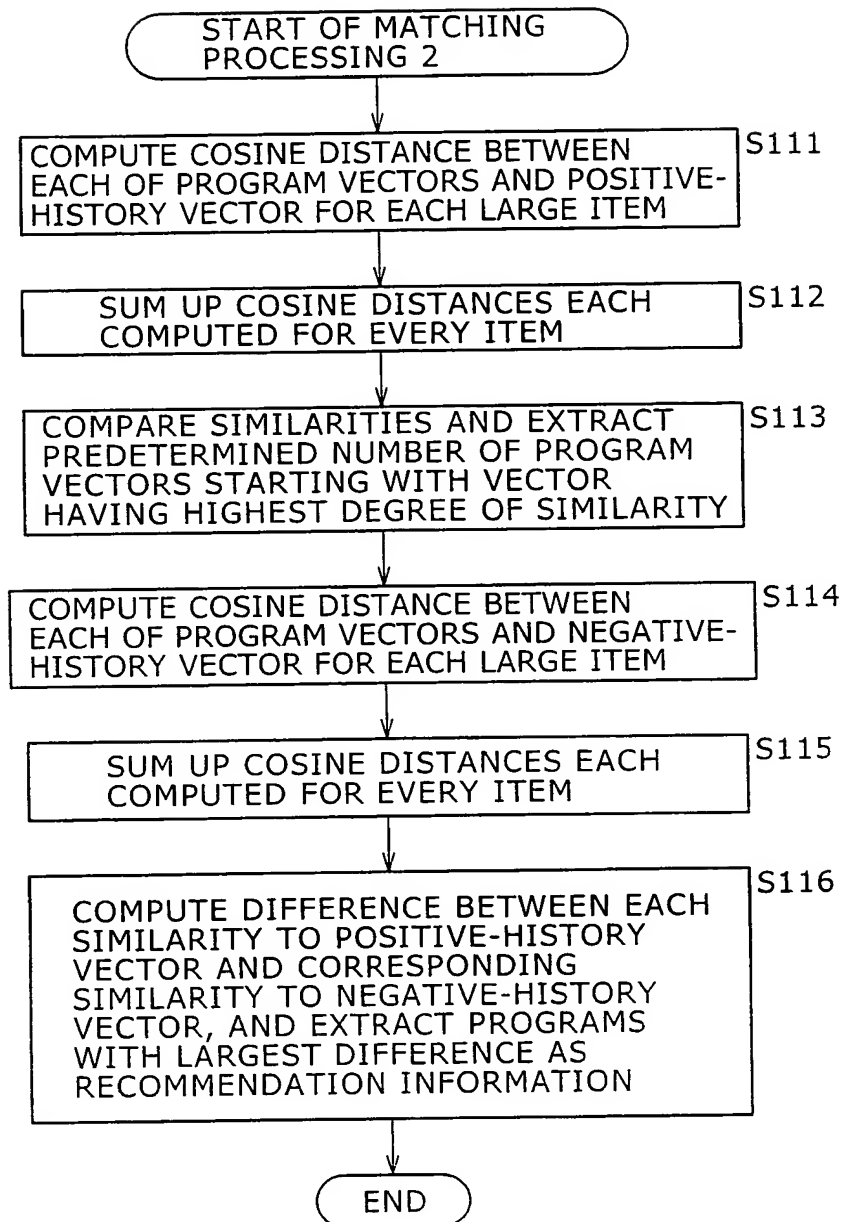 START OF MATCHING
PROCESSING 2
S111
COMPUTE COSINE DISTANCE BETWEEN
EACH OF PROGRAM VECTORS AND POSITIVE-
HISTORY VECTOR FOR EACH LARGE ITEM
S112
SUM UP COSINE DISTANCES EACH
COMPUTED FOR EVERY ITEM
S113
COMPARE SIMILARITIES AND EXTRACT
PREDETERMINED NUMBER OF PROGRAM
VECTORS STARTING WITH VECTOR
HAVING HIGHEST DEGREE OF SIMILARITY
S114
COMPUTE COSINE DISTANCE BETWEEN
EACH OF PROGRAM VECTORS AND NEGATIVE-
HISTORY VECTOR FOR EACH LARGE ITEM
S115
SUM UP COSINE DISTANCES EACH
COMPUTED FOR EVERY ITEM
S116
COMPUTE DIFFERENCE BETWEEN EACH
SIMILARITY TO POSITIVE-HISTORY
VECTOR AND CORRESPONDING
SIMILARITY TO NEGATIVE-HISTORY
VECTOR, AND EXTRACT PROGRAMS
WITH LARGEST DIFFERENCE AS
RECOMMENDATION INFORMATION
END